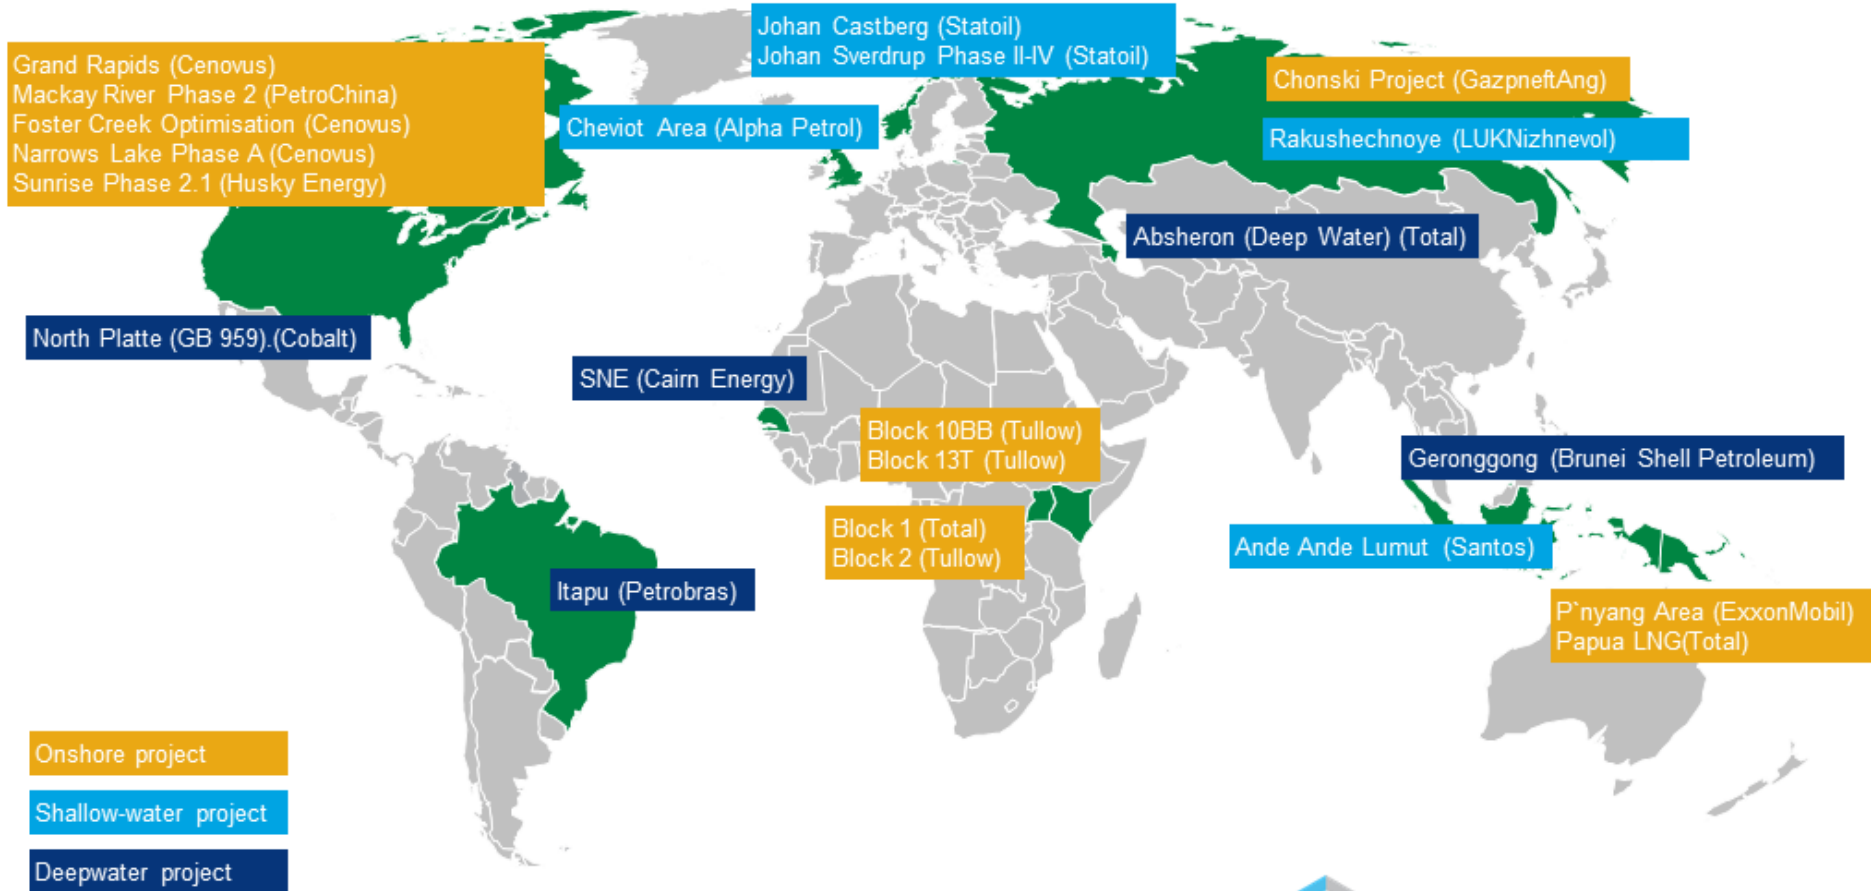 Johan Castberg (Statoil)
Johan Sverdrup Phase II-IV (Statoil)
Grand Rapids (Cenovus)
Mackay River Phase 2 (PetroChina)
Foster Creek Optimisation (Cenovus)
Narrows Lake Phase A (Cenovus)
Sunrise Phase 2.1 (Husky Energy)
Chonski Project (GazpneftAng)
Cheviot Area (Alpha Petrol)
Rakushechnoye (LUKNizhnevol)
Absheron (Deep Water) (Total)
North Platte (GB 959).(Cobalt)
SNE (Cairn Energy)
Block 10BB (Tullow)
Block 13T (Tullow)
Geronggong (Brunei Shell Petroleum)
Block 1 (Total)
Block 2 (Tullow)
Ande Ande Lumut (Santos)
Itapu (Petrobras)
P`nyang Area (ExxonMobil)
Papua LNG(Total)
Onshore project
Shallow-water project
Deepwater project